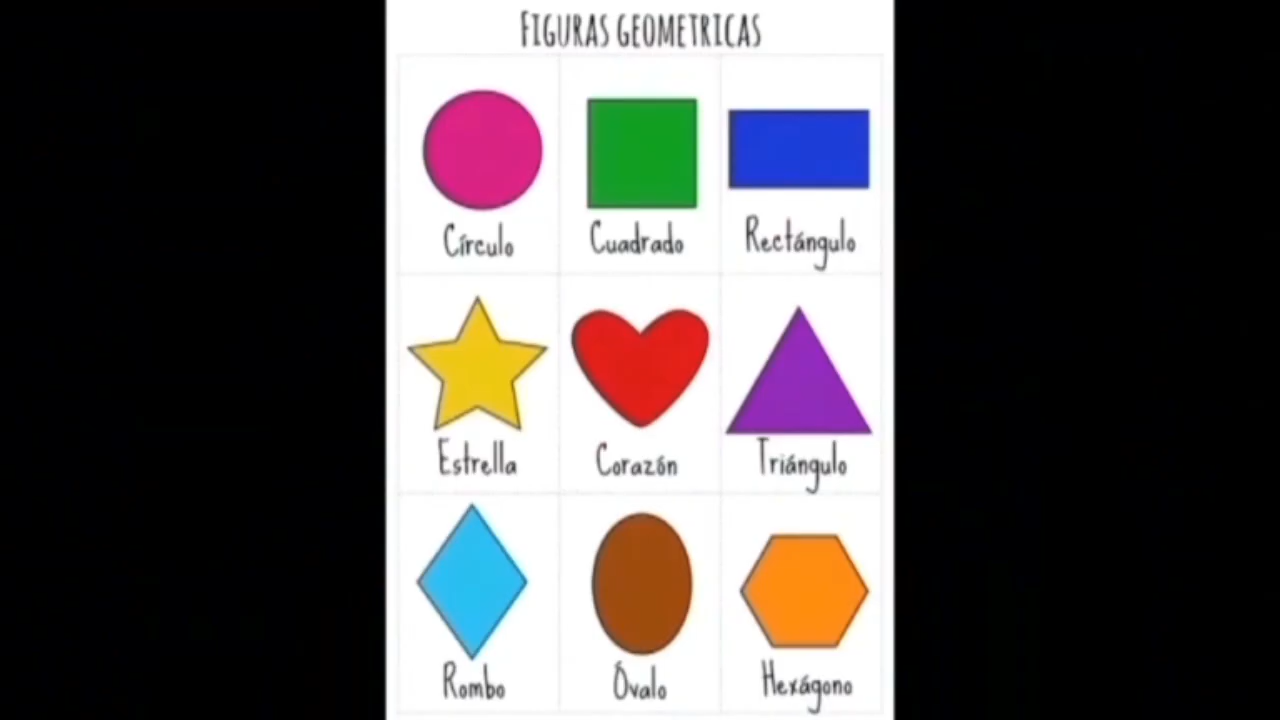 FIGURAS GEOMETRICAS
Círculo
Cuadrado
Rectángulo
Estrella
Corazón
Triángulo
Rombo
Óvalo
Hexágono